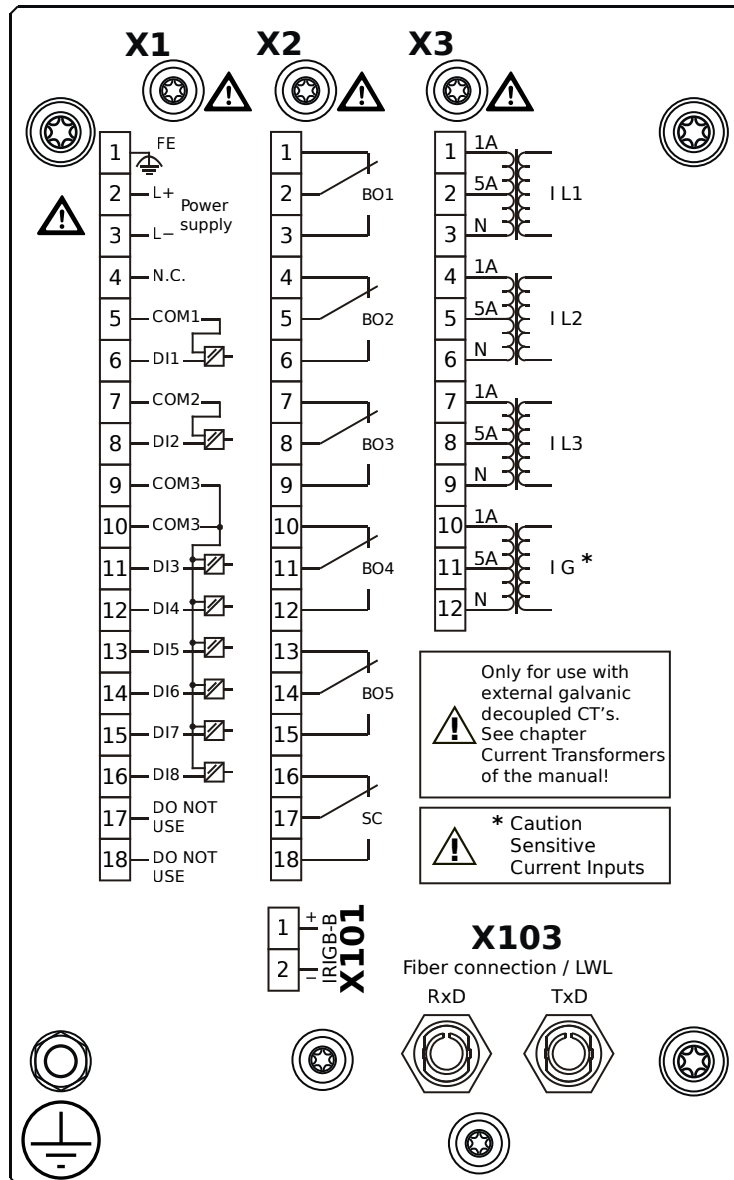 X1 X2 X3
1 FE
2 L+ Power
3 L− supply
4 N.C.
5 COM1
6 DI1
7 COM2
8 DI2
9 COM3
10 COM3
11 DI3
12 DI4
13 DI5
14 DI6
15 DI7
16 DI8
17 DO NOT
USE
18 DO NOT
USE
1
2 BO1
3
4
5 BO2
6
7
8 BO3
9
10
11 BO4
12
13
14 BO5
15
16
17 SC
18
1 1A
2 5A I L1
3 N
4 1A
5 5A I L2
6 N
7 1A
8 5A I L3
9 N
10 1A
11 5A I G *
12 N
! Only for use with
external galvanic
decoupled CT's.
See chapter
Current Transformers
of the manual!
! * Caution
Sensitive
Current Inputs
1 +
2 −
IRIGB-B
X101
X103
Fiber connection / LWL
RxD TxD